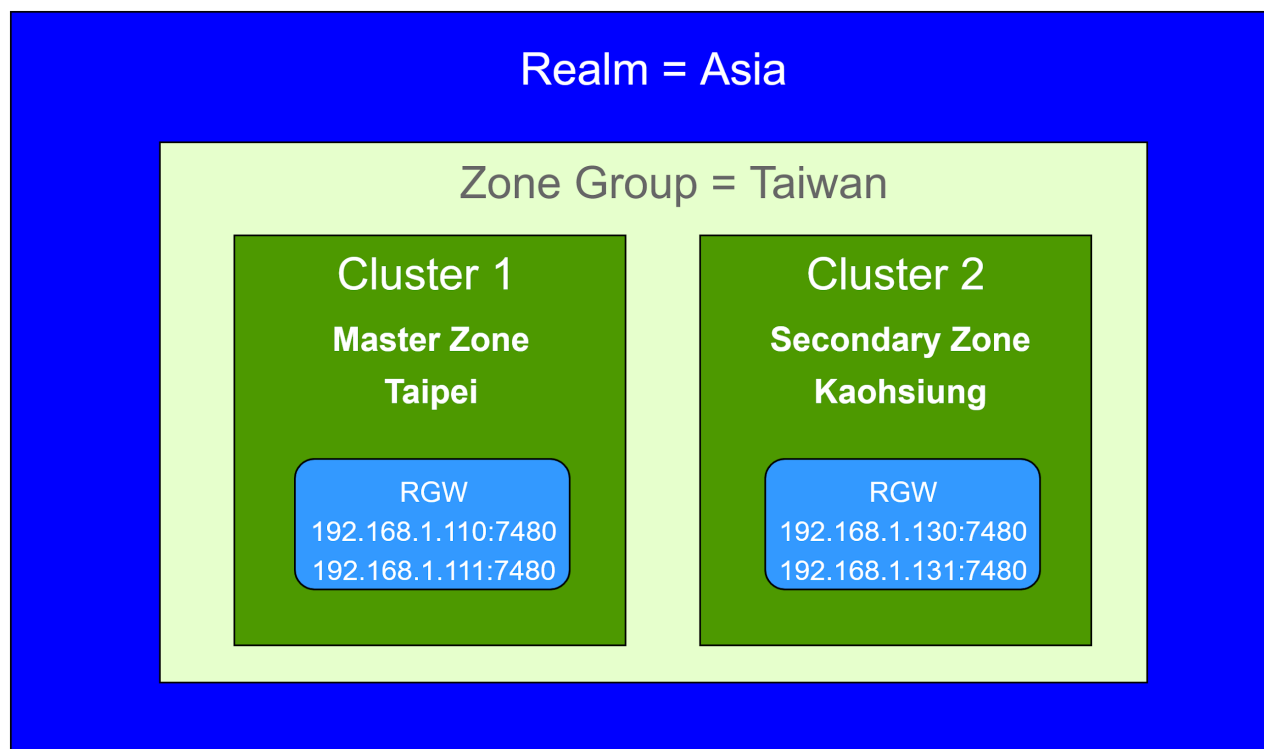 Realm = Asia
Zone Group = Taiwan
Cluster 1
Master Zone
Taipei
RGW
192.168.1.110:7480
192.168.1.111:7480
Cluster 2
Secondary Zone
Kaohsiung
RGW
192.168.1.130:7480
192.168.1.131:7480